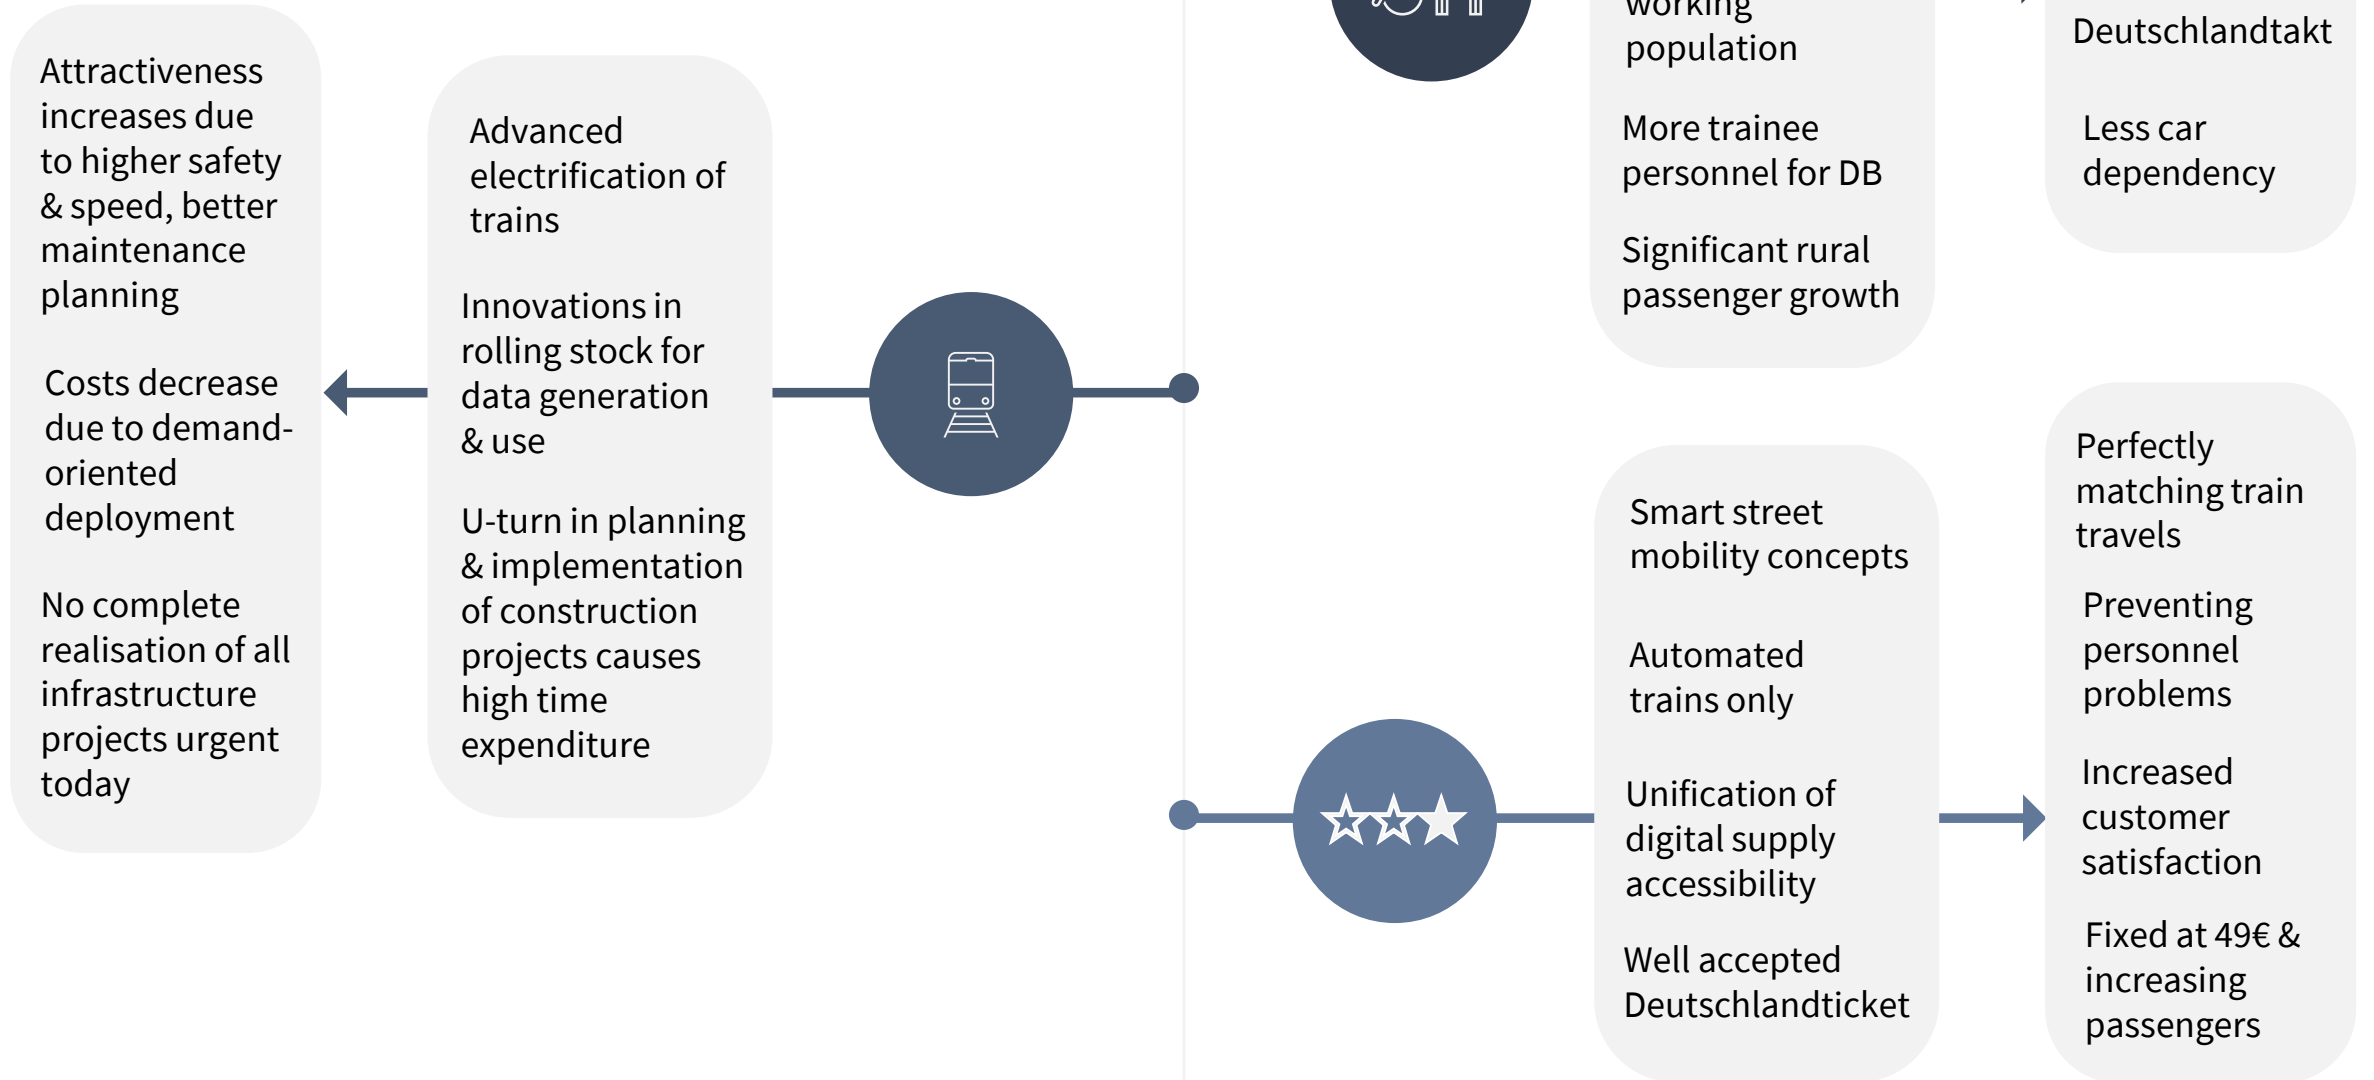 Attractiveness
increases due
to higher safety
& speed, better
maintenance
planning
Costs decrease
due to demand-
oriented
deployment
No complete
realisation of all
infrastructure
projects urgent
today
Advanced
electrification of
trains
Innovations in
rolling stock for
data generation
& use
U-turn in planning
& implementation
of construction
projects causes
high time
expenditure
working
population
More trainee
personnel for DB
Significant rural
passenger growth
Deutschlandtakt
Less car
dependency
Smart street
mobility concepts
Automated
trains only
Unification of
digital supply
accessibility
Well accepted
Deutschlandticket
Perfectly
matching train
travels
Preventing
personnel
problems
Increased
customer
satisfaction
Fixed at 49€ &
increasing
passengers